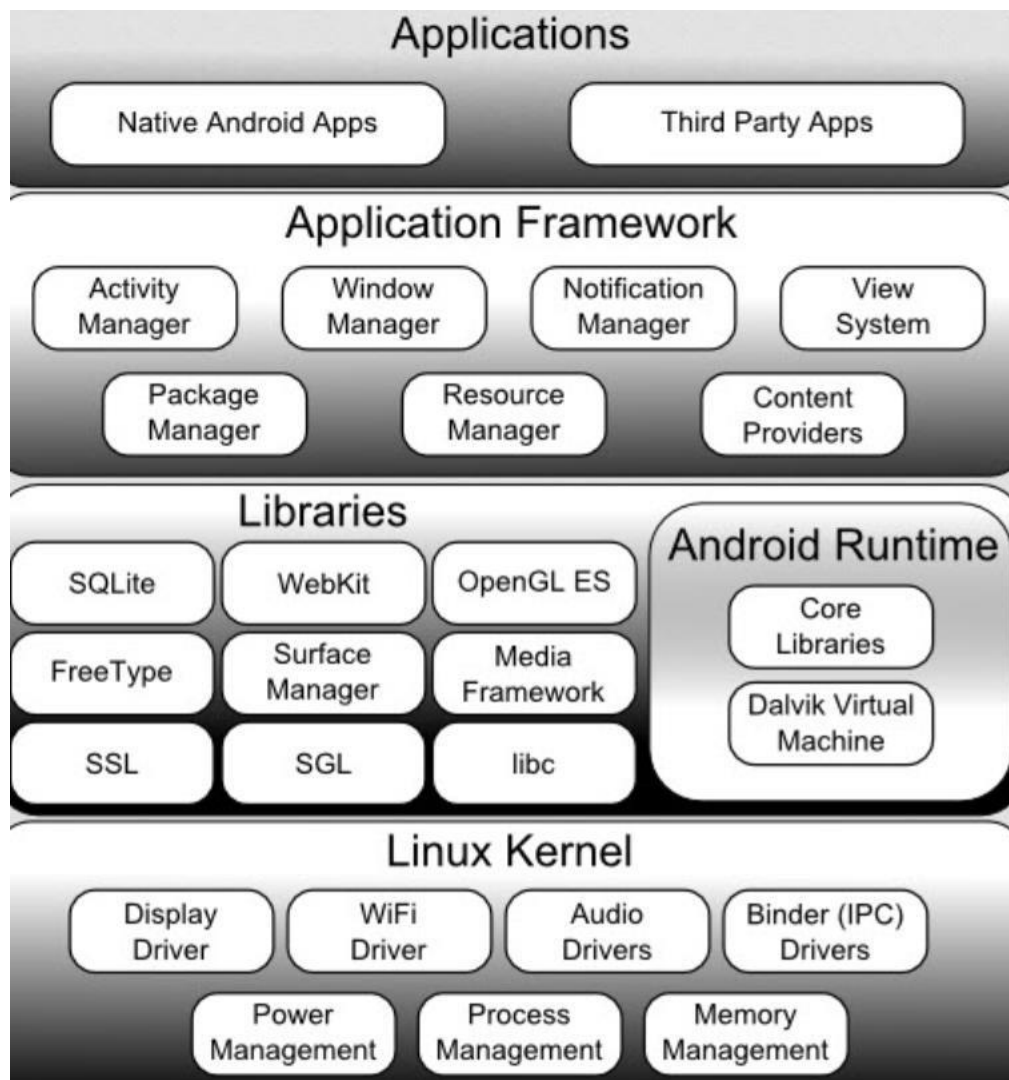 Applications
Native Android Apps
Third Party Apps
Application Framework
Activity
Manager
Window
Manager
Notification
Manager
View
System
Package
Manager
Resource
Manager
Content
Providers
Libraries
SQLite
WebKit
OpenGL ES
FreeType
Surface
Manager
Media
Framework
SSL
SGL
libc
Android Runtime
Core
Libraries
Dalvik Virtual
Machine
Linux Kernel
Display
Driver
WiFi
Driver
Audio
Drivers
Binder (IPC)
Drivers
Power
Management
Process
Management
Memory
Management